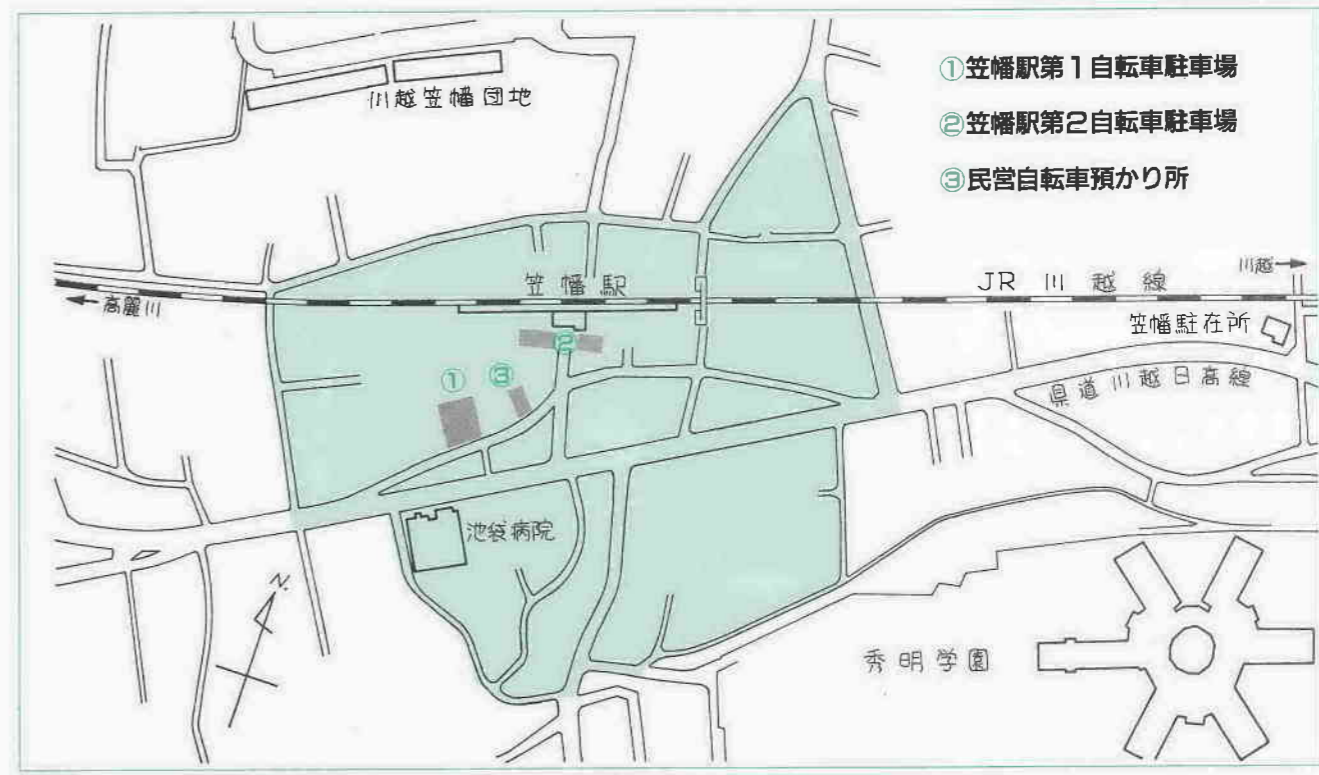 ①笠幡駅第1自転車駐車場
②笠幡駅第2自転車駐車場
③民営自転車預かり所
川越笠幡団地
笠幡駅
JR 川越線
川越→
←高麗川
笠幡駐在所
②
①
③
県道川越日高線
池袋病院
N.
秀明学園